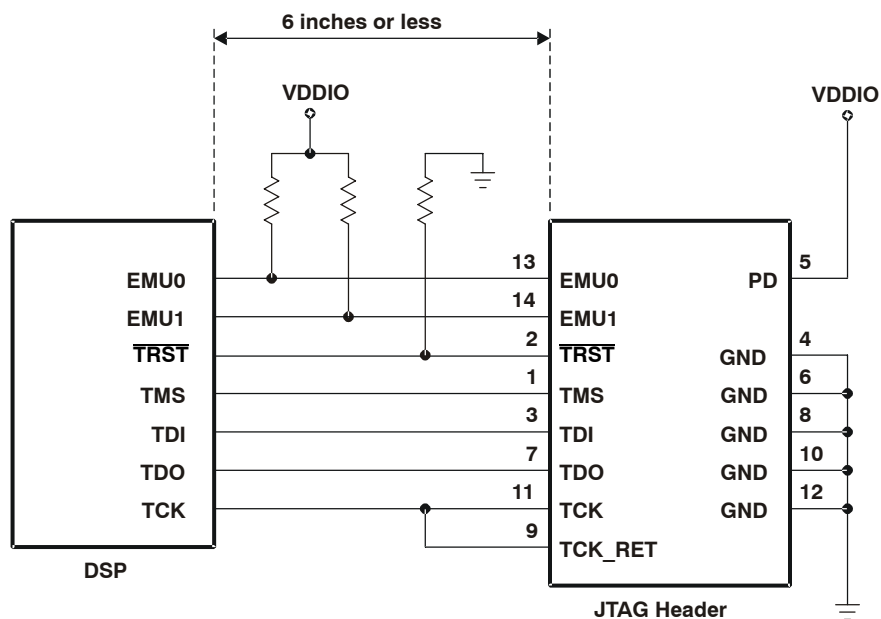 6 inches or less
VDDIO
VDDIO
13
5
EMU0
EMU0
PD
14
EMU1
EMU1
2
4
TRST
TRST
GND
1
6
TMS
TMS
GND
3
8
TDI
TDI
GND
7
10
TDO
TDO
GND
11
12
TCK
TCK
GND
9
TCK_RET
DSP
JTAG Header